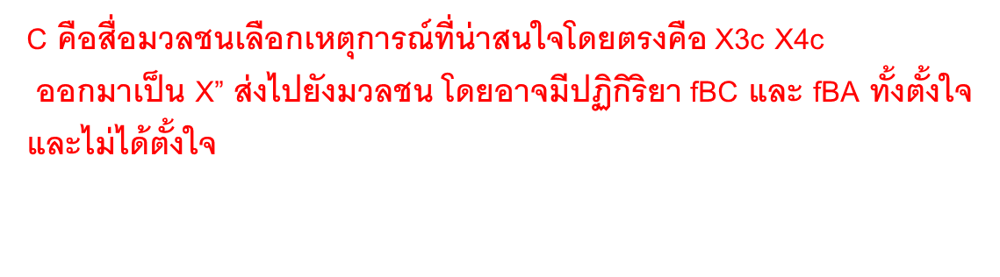 C คือสื่อมวลชนเลือกเหตุการณ์ที่น่าสนใจโดยตรงคือ X3c X4c
ออกมาเป็น X” ส่งไปยังมวลชน โดยอาจมีปฏิกิริยา fBC และ fBA ทั้งตั้งใจ
และไม่ได้ตั้งใจ